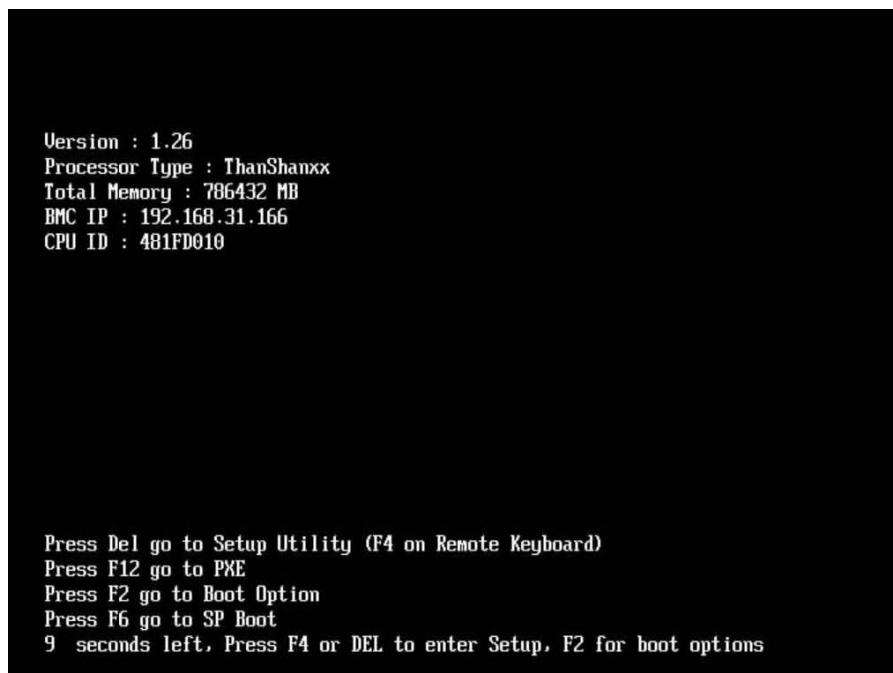 Version : 1.26
Processor Type : ThanShanxx
Total Memory : 786432 MB
BMC IP : 192.168.31.166
CPU ID : 481FD010
Press Del go to Setup Utility (F4 on Remote Keyboard)
Press F12 go to PXE
Press F2 go to Boot Option
Press F6 go to SP Boot
9  seconds left, Press F4 or DEL to enter Setup, F2 for boot options